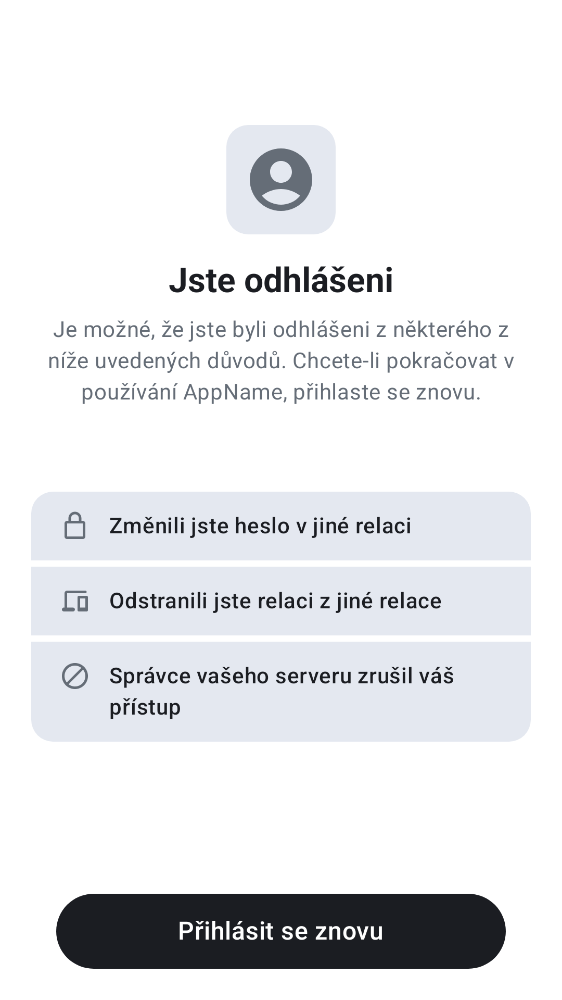 Jste odhlášeni
Je možné, že jste byli odhlášeni z některého z
níže uvedených důvodů. Chcete-li pokračovat v
používání AppName, přihlaste se znovu.
Změnili jste heslo v jiné relaci
Odstranili jste relaci z jiné relace
Správce vašeho serveru zrušil váš
přístup
Přihlásit se znovu